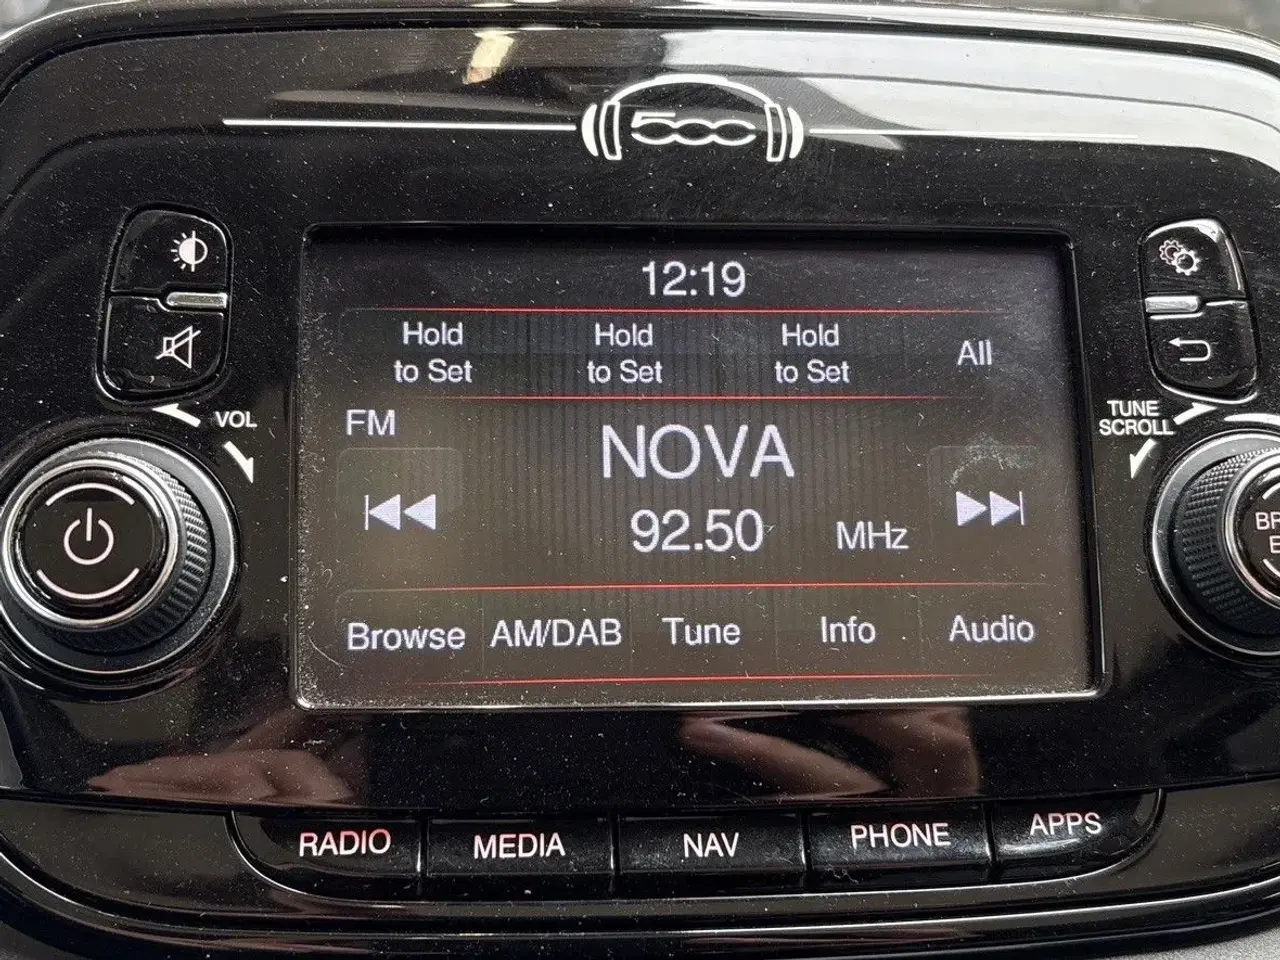 500
12:19
Hold
to Set
Hold
to Set
Hold
to Set
All
VOL
TUNE
SCROLL
FM
NOVA
92.50 MHz
Browse AM/DAB Tune Info Audio
RADIO MEDIA NAV PHONE APPS